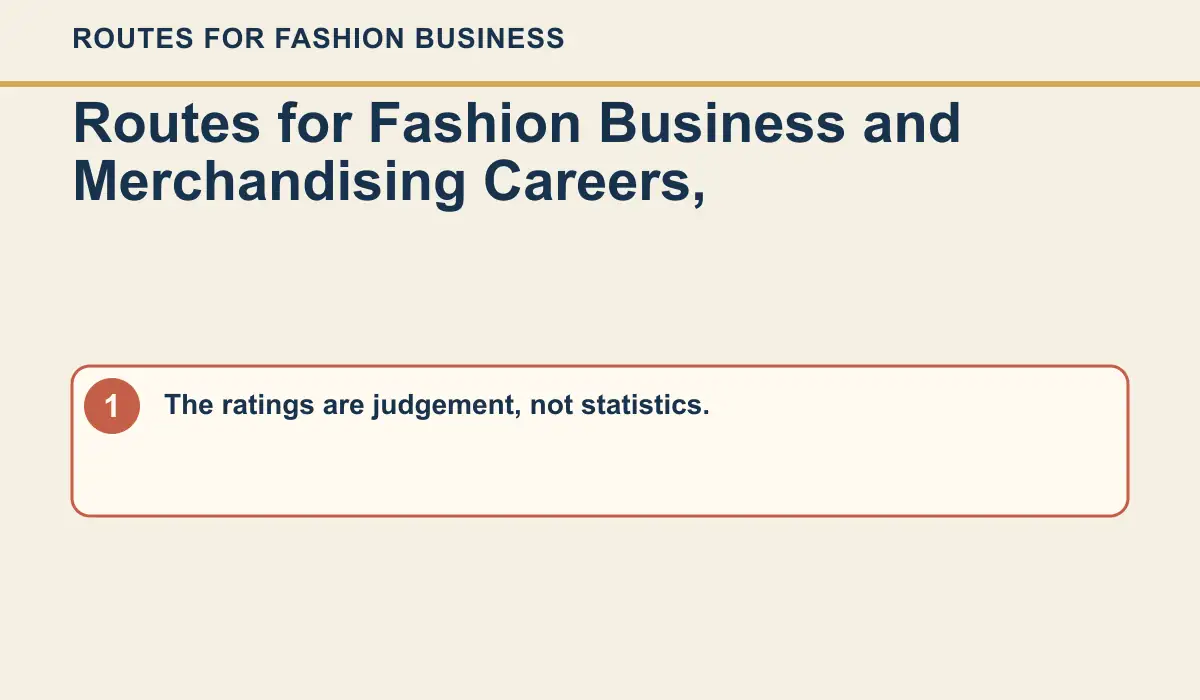 ROUTES FOR FASHION BUSINESS
Routes for Fashion Business and
Merchandising Careers,
1
The ratings are judgement, not statistics.